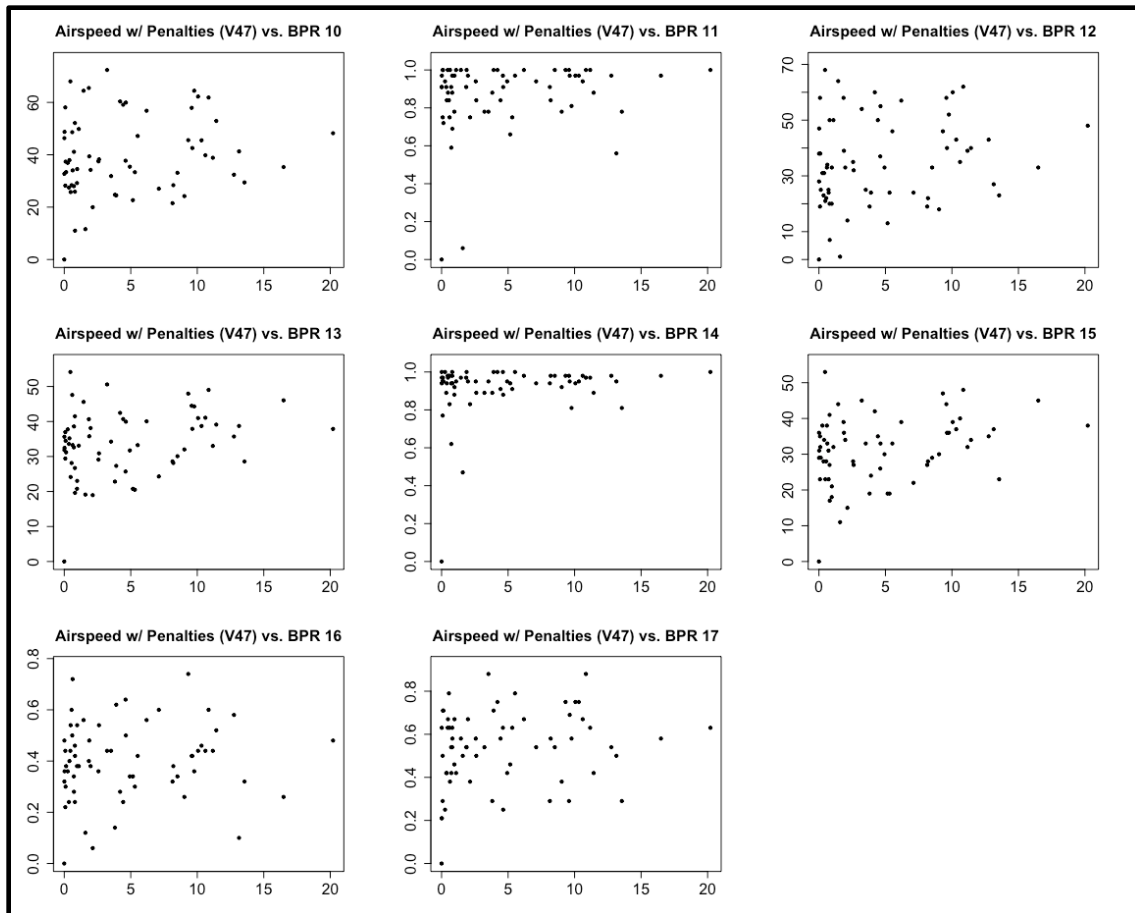 Airspeed w/ Penalties (V47) vs. BPR 10
Airspeed w/ Penalties (V47) vs. BPR 11
Airspeed w/ Penalties (V47) vs. BPR 12
0 20 40 60
0.0 0.2 0.4 0.6 0.8 1.0
0 10 20 30 40 50 60 70
0 5 10 15 20
0 5 10 15 20
0 5 10 15 20
Airspeed w/ Penalties (V47) vs. BPR 13
Airspeed w/ Penalties (V47) vs. BPR 14
Airspeed w/ Penalties (V47) vs. BPR 15
0 10 20 30 40 50
0.0 0.2 0.4 0.6 0.8 1.0
0 10 20 30 40 50
0 5 10 15 20
0 5 10 15 20
0 5 10 15 20
Airspeed w/ Penalties (V47) vs. BPR 16
Airspeed w/ Penalties (V47) vs. BPR 17
0.0 0.2 0.4 0.6 0.8
0.0 0.2 0.4 0.6 0.8
0 5 10 15 20
0 5 10 15 20